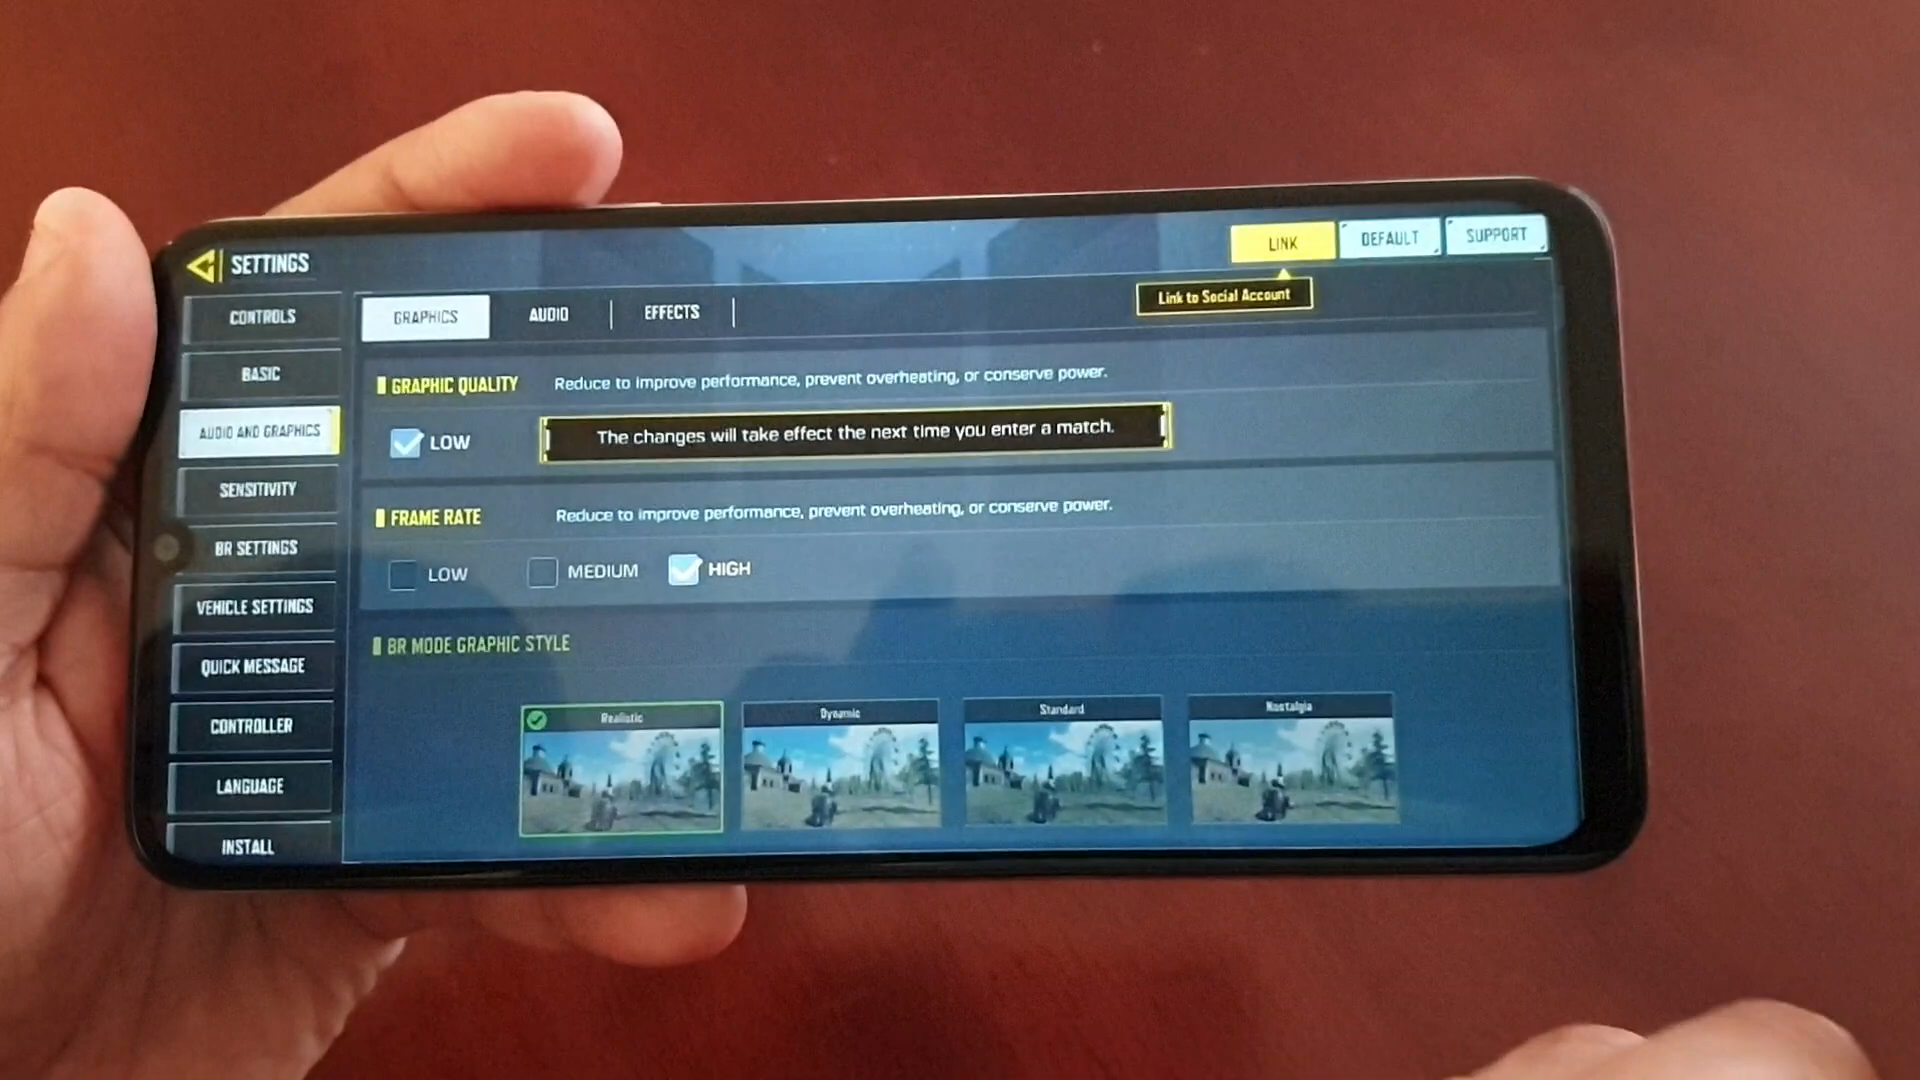 SETTINGS
LINK
DEFAULT
SUPPORT
Link to Social Account
CONTROLS
BASIC
AUDIO AND GRAPHICS
SENSITIVITY
BR SETTINGS
VEHICLE SETTINGS
QUICK MESSAGE
CONTROLLER
LANGUAGE
INSTALL
GRAPHICS
AUDIO
EFFECTS
GRAPHIC QUALITY
Reduce to improve performance, prevent overheating, or conserve power.
LOW
The changes will take effect the next time you enter a match.
FRAME RATE
Reduce to improve performance, prevent overheating, or conserve power.
LOW
MEDIUM
HIGH
BR MODE GRAPHIC STYLE
Realistic
Dynamic
Standard
Nostalgia